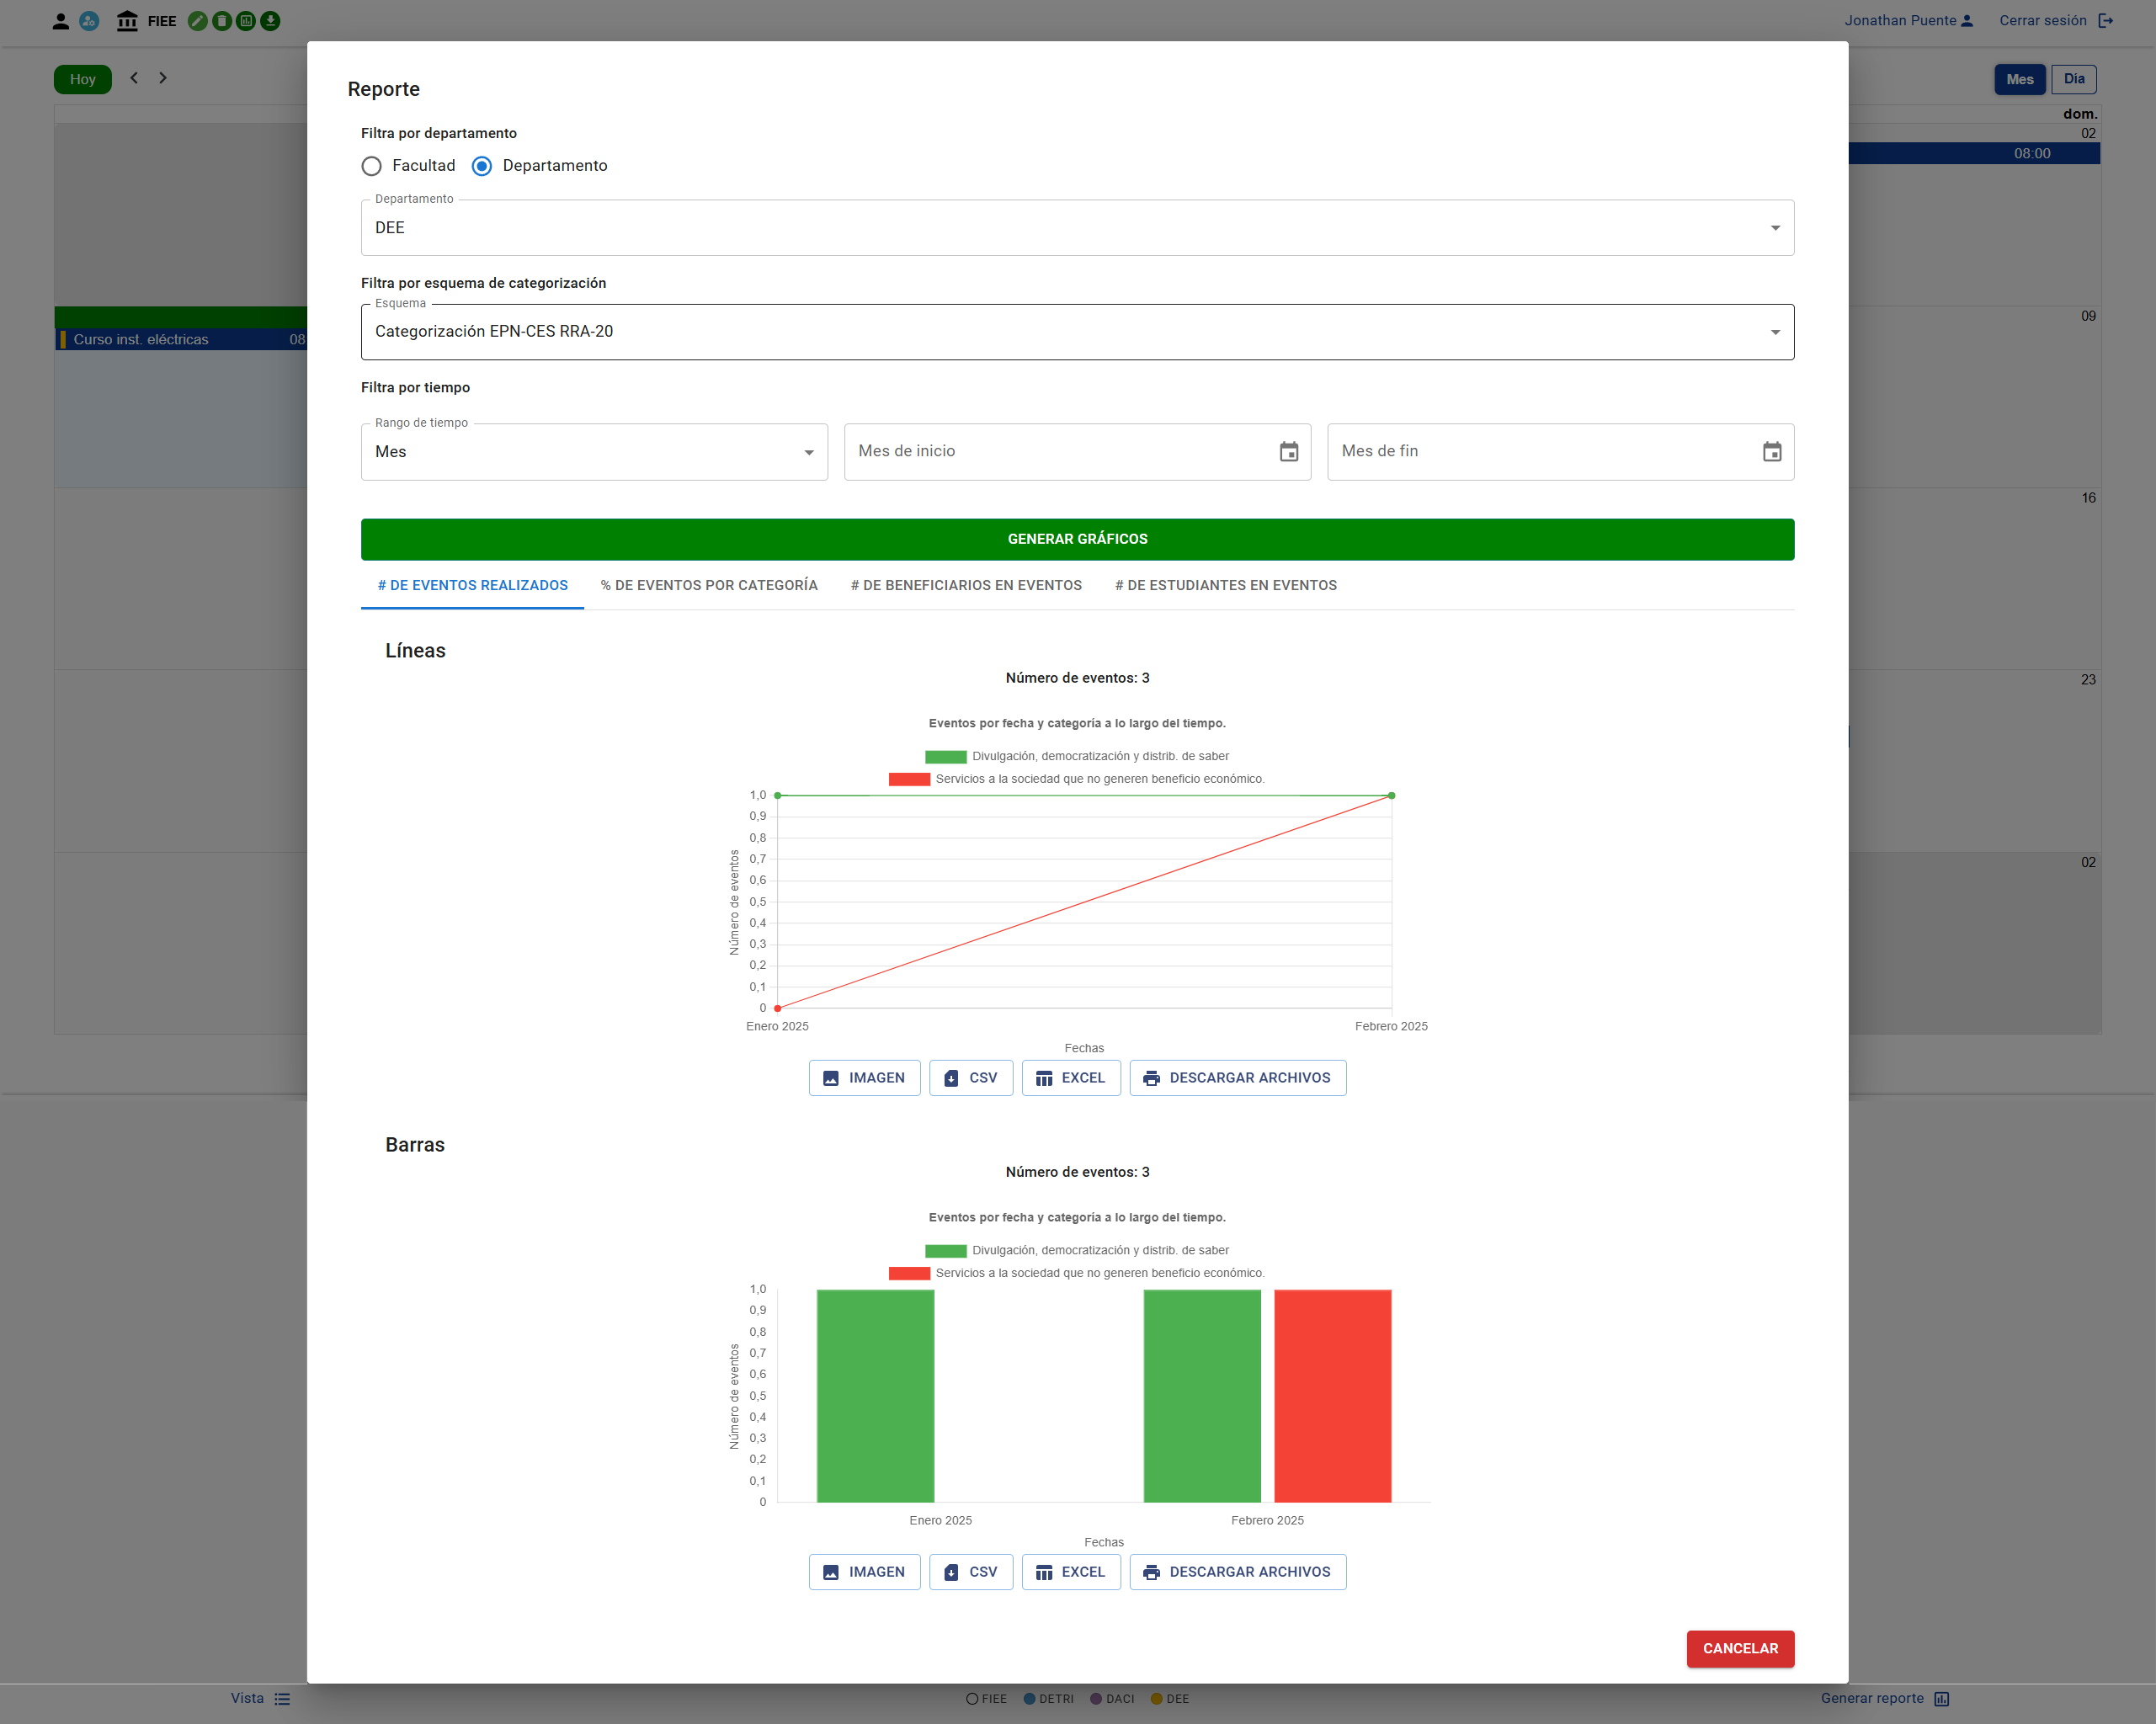 FIEE
Jonathan Puente
Cerrar sesión
Hoy
Mes
Día
dom.
02
08:00
09
Curso inst. eléctricas 08
16
23
02
Reporte
Filtra por departamento
Facultad
Departamento
Departamento
DEE
Filtra por esquema de categorización
Esquema
Categorización EPN-CES RRA-20
Filtra por tiempo
Rango de tiempo
Mes
Mes de inicio
Mes de fin
GENERAR GRÁFICOS
# DE EVENTOS REALIZADOS
% DE EVENTOS POR CATEGORÍA
# DE BENEFICIARIOS EN EVENTOS
# DE ESTUDIANTES EN EVENTOS
Líneas
Número de eventos: 3
Eventos por fecha y categoría a lo largo del tiempo.
Divulgación, democratización y distrib. de saber
Servicios a la sociedad que no generen beneficio económico.
1,0
0,9
0,8
0,7
0,6
0,5
0,4
0,3
0,2
0,1
0
Número de eventos
Enero 2025
Febrero 2025
Fechas
IMAGEN
CSV
EXCEL
DESCARGAR ARCHIVOS
Barras
Número de eventos: 3
Eventos por fecha y categoría a lo largo del tiempo.
Divulgación, democratización y distrib. de saber
Servicios a la sociedad que no generen beneficio económico.
1,0
0,9
0,8
0,7
0,6
0,5
0,4
0,3
0,2
0,1
0
Número de eventos
Enero 2025
Febrero 2025
Fechas
IMAGEN
CSV
EXCEL
DESCARGAR ARCHIVOS
CANCELAR
Vista
FIEE
DETRI
DACI
DEE
Generar reporte